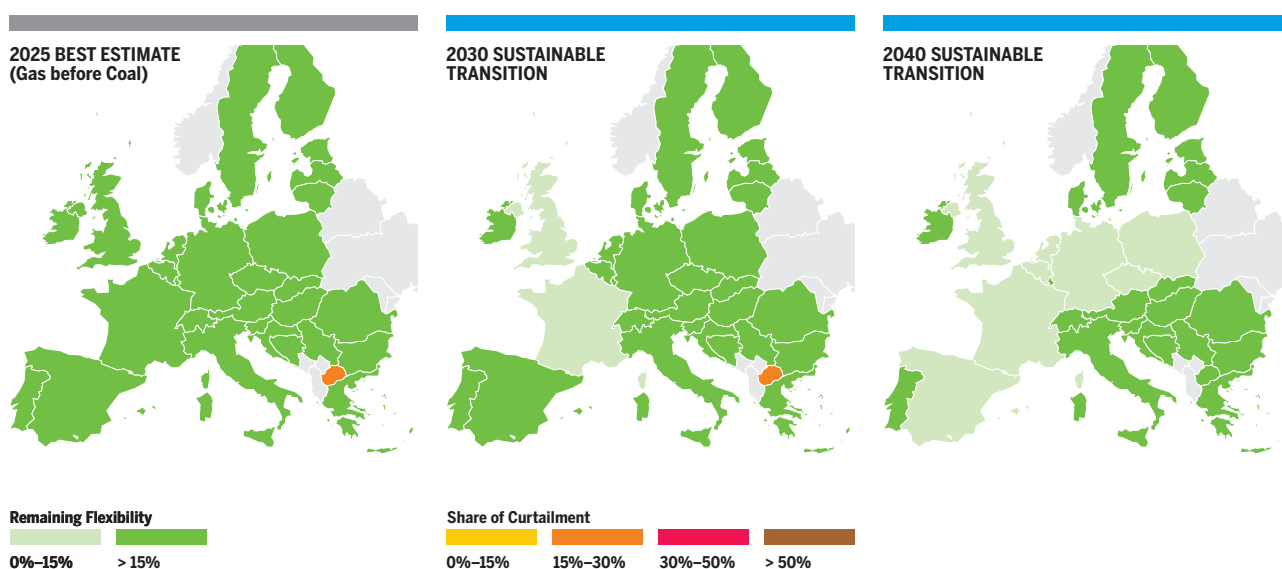 2025 BEST ESTIMATE
(Gas before Coal)
2030 SUSTAINABLE
TRANSITION
2040 SUSTAINABLE
TRANSITION
Remaining Flexibility
0%–15%
> 15%
Share of Curtailment
0%–15%
15%–30%
30%–50%
> 50%